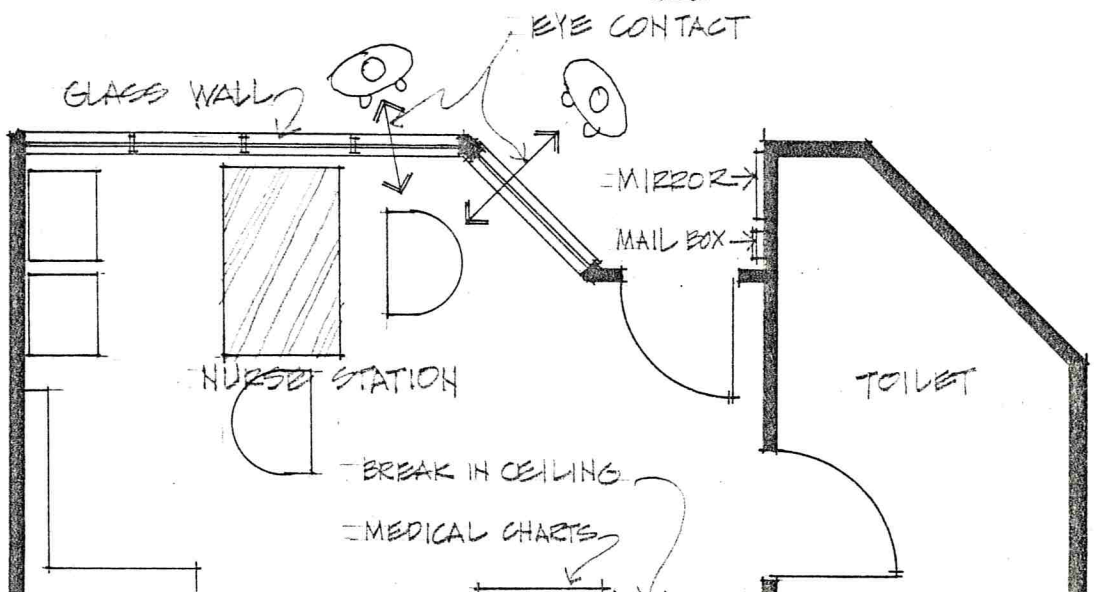 EYE CONTACT
GLASS WALL
MIRROR
MAIL BOX
NURSE STATION
TOILET
BREAK IN CEILING
MEDICAL CHARTS